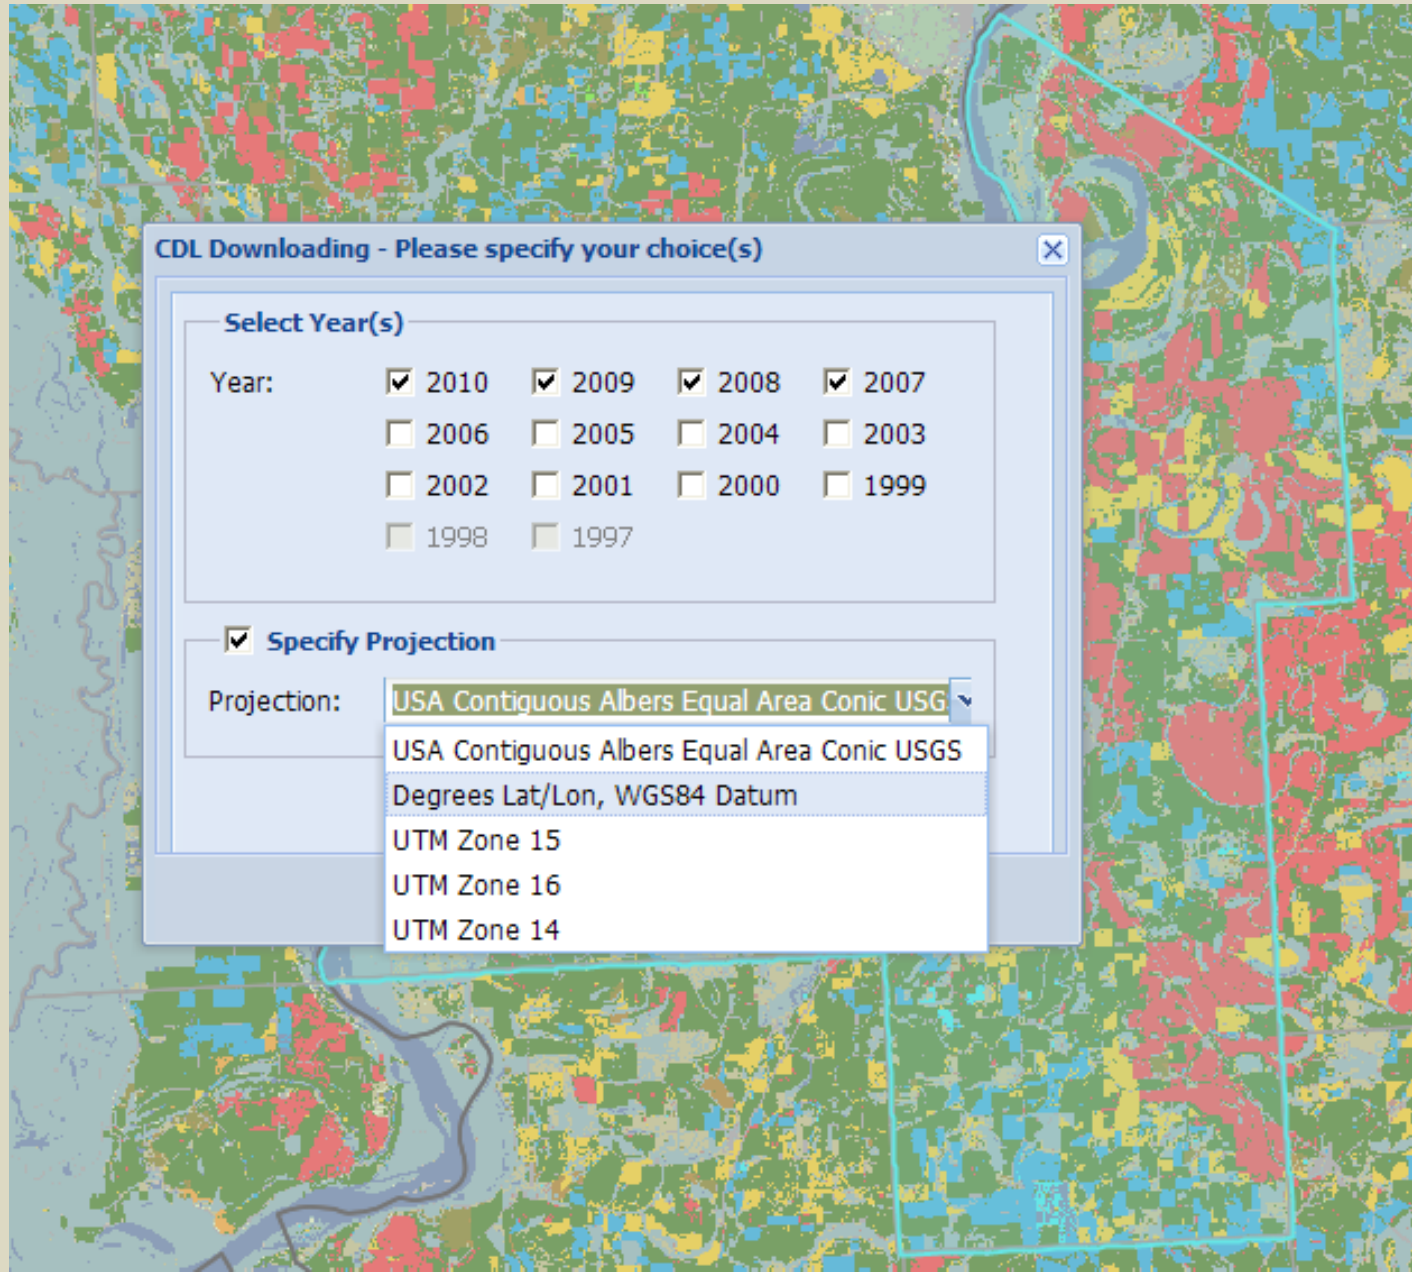 CDL Downloading - Please specify your choice(s)
Select Year(s)
Year: 2010 2009 2008 2007
2006 2005 2004 2003
2002 2001 2000 1999
1998 1997
Specify Projection
Projection: USA Contiguous Albers Equal Area Conic USG
USA Contiguous Albers Equal Area Conic USGS
Degrees Lat/Lon, WGS84 Datum
UTM Zone 15
UTM Zone 16
UTM Zone 14